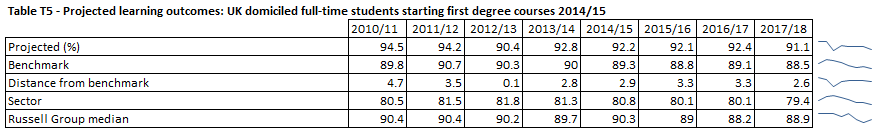 Table T5 - Projected learning outcomes: UK domiciled full-time students starting first degree courses 2014/15
2010/11 2011/12 2012/13 2013/14 2014/15 2015/16 2016/17 2017/18
Projected (%) 94.5 94.2 90.4 92.8 92.2 92.1 92.4 91.1
Benchmark 89.8 90.7 90.3 90 89.3 88.8 89.1 88.5
Distance from benchmark 4.7 3.5 0.1 2.8 2.9 3.3 3.3 2.6
Sector 80.5 81.5 81.8 81.3 80.8 80.1 80.1 79.4
Russell Group median 90.4 90.4 90.2 89.7 90.3 89 88.2 88.9